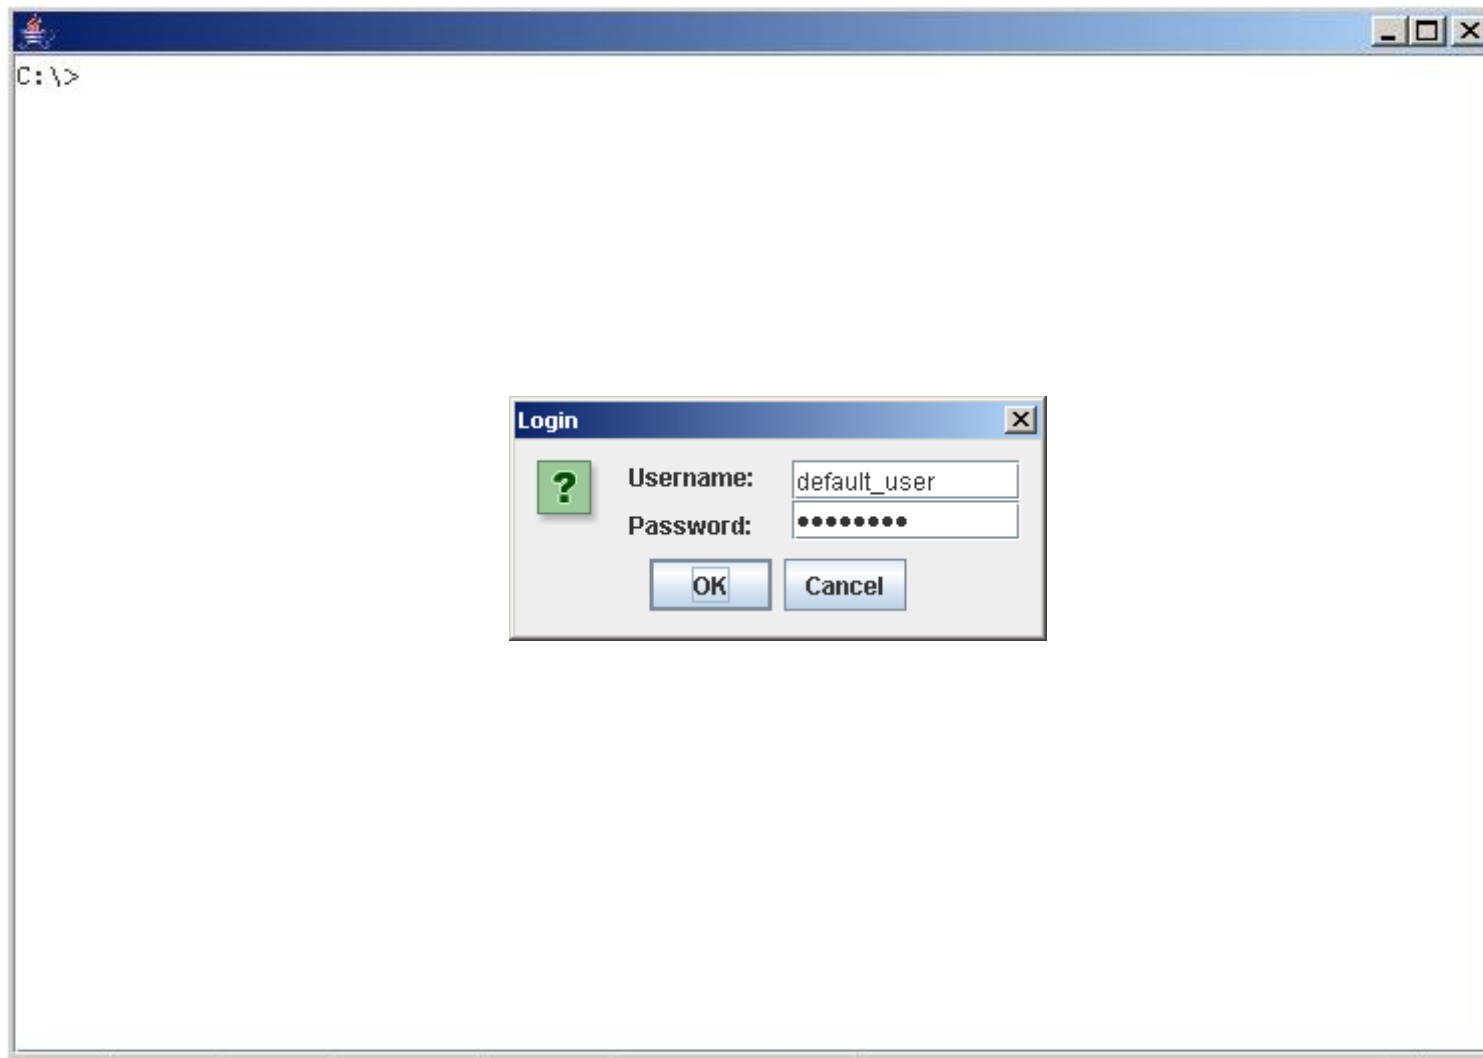 C:\>
Login
Username: default_user
Password: ••••••••
OK Cancel